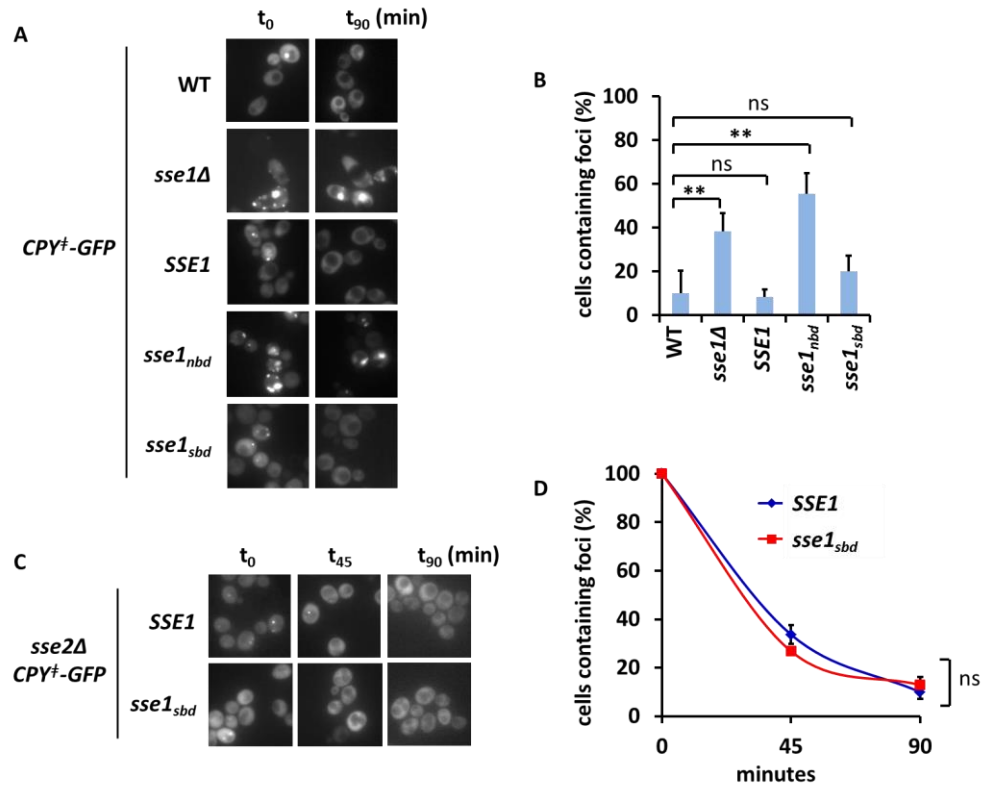 A
t₀ t₉₀ (min)
CPY‡-GFP
WT
sse1Δ
SSE1
sse1nbd
sse1sbd
B
cells containing foci (%)
100
80
60
40
20
0
ns
**
ns
**
WT sse1Δ SSE1 sse1nbd sse1sbd
C
t₀ t₄₅ t₉₀ (min)
sse2Δ
CPY‡-GFP
SSE1
sse1sbd
D
cells containing foci (%)
100
80
60
40
20
0
SSE1
sse1sbd
ns
0 45 90
minutes